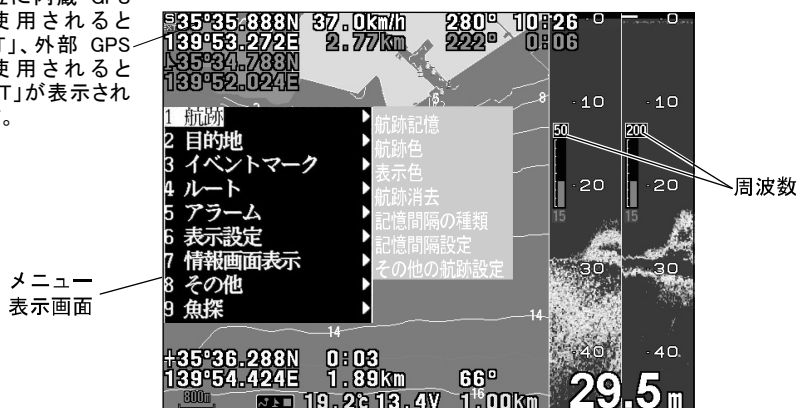 内蔵 GPS
使用されると
T」、外部 GPS
使用されると
T」が表示され
。
35°35.888N 37.0km/h 280° 10:26
139°53.272E 2.77km 222° 0:06
35°34.788N
139°52.024E
0 0
10 10
50 200
20 20
15 15
30 30
40 40
周波数
5
8
1 航跡
2 目的地
3 イベントマーク
4 ルート
5 アラーム
6 表示設定
7 情報画面表示
8 その他
9 魚探
航跡記憶
航跡色
表示色
航跡消去
記憶間隔の種類
記憶間隔設定
その他の航跡設定
メニュー
表示画面
14
14
+35°36.288N 0:03
139°54.424E 1.89km 66°
16
800m 19.2℃ 13.4V 1.00km
29.5m